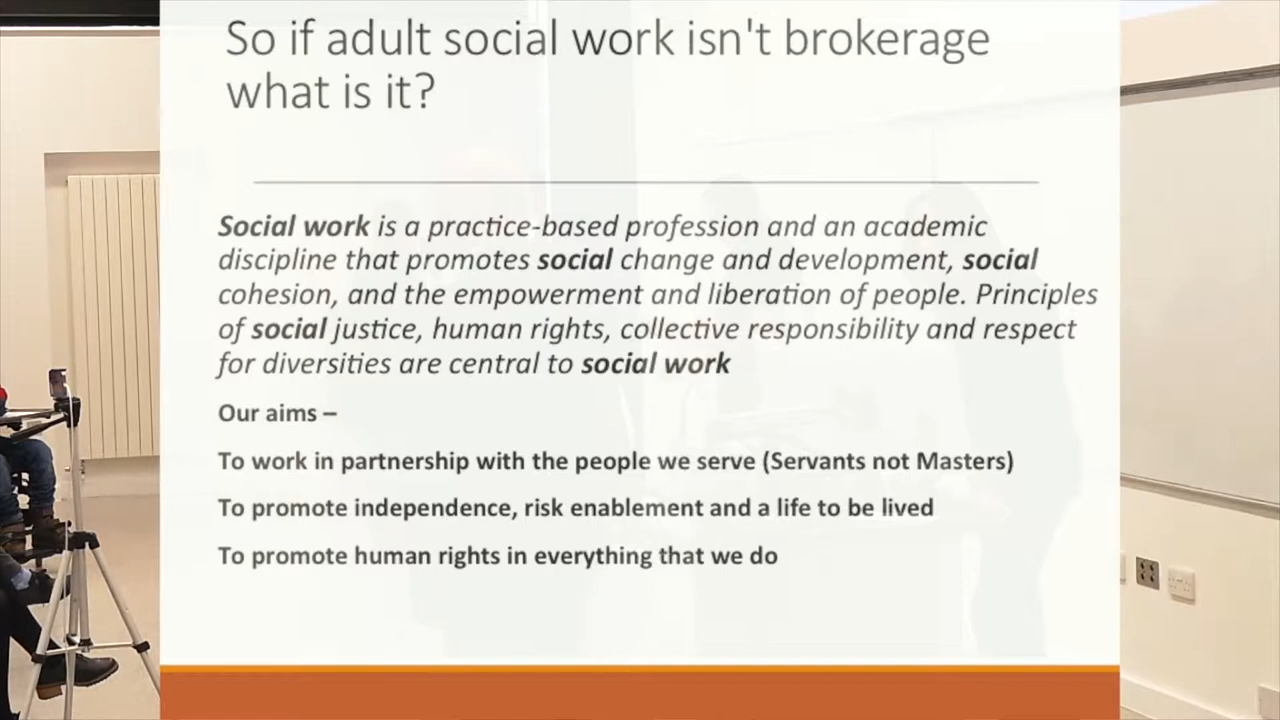 So if adult social work isn't brokerage
what is it?
Social work is a practice-based profession and an academic
discipline that promotes social change and development, social
cohesion, and the empowerment and liberation of people. Principles
of social justice, human rights, collective responsibility and respect
for diversities are central to social work
Our aims –
To work in partnership with the people we serve (Servants not Masters)
To promote independence, risk enablement and a life to be lived
To promote human rights in everything that we do